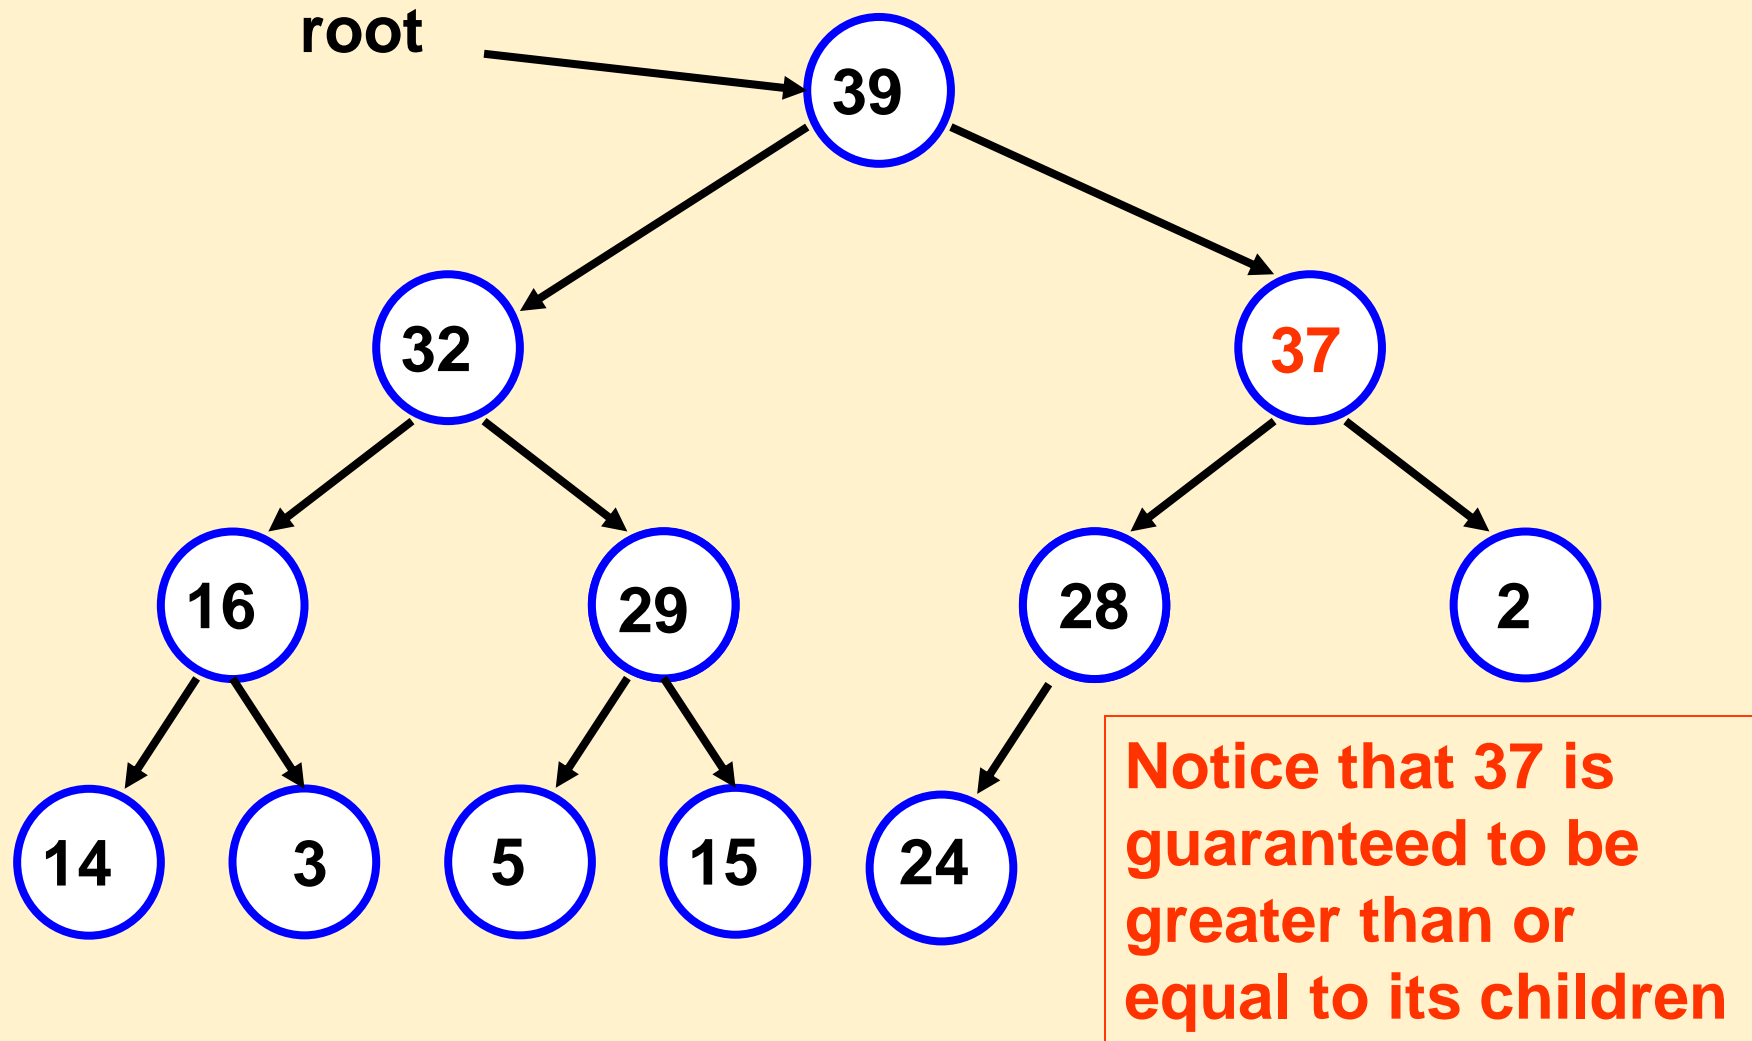 root
39
32
37
16
29
28
2
14
3
5
15
24
Notice that 37 is
guaranteed to be
greater than or
equal to its children